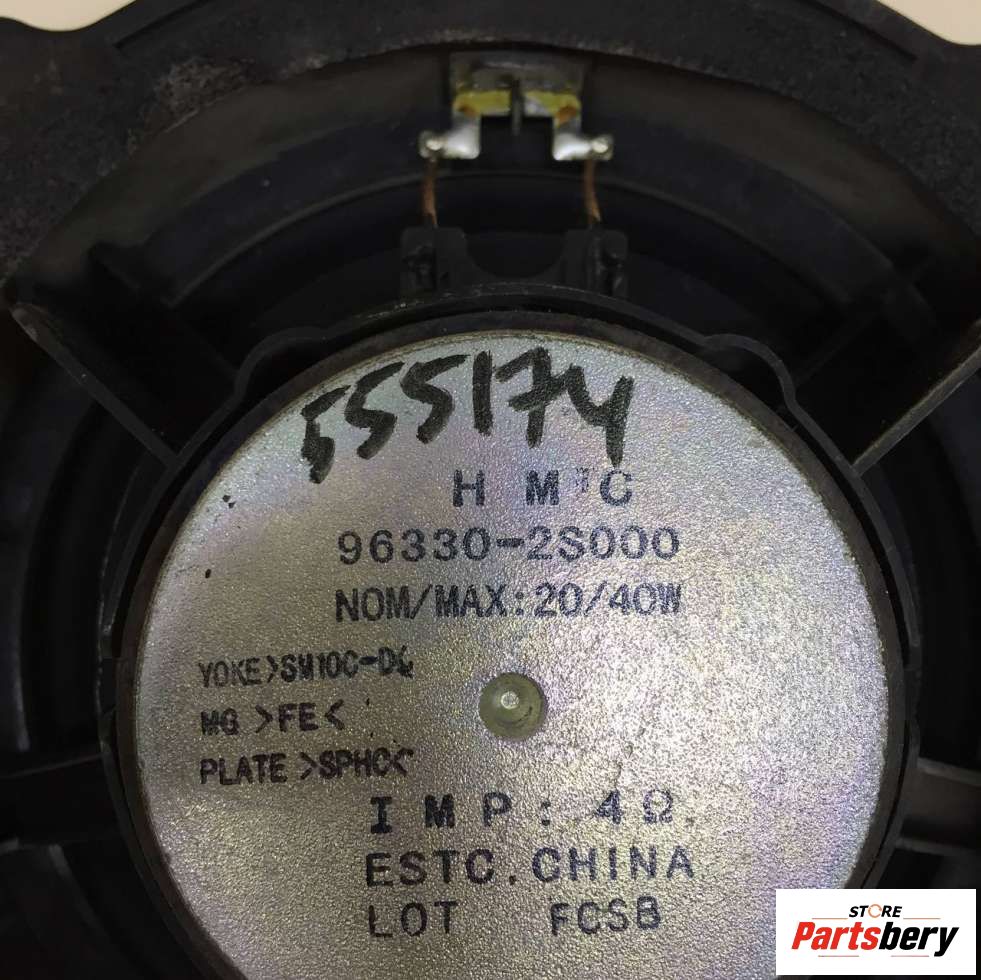 555174
H M C
96330-2S000
NOM/MAX:20/40W
YOKE>SM10C-D<
MG >FE<
PLATE >SPHC<
IMP: 4Ω
ESTC. CHINA
LOT FCSB
STORE
Partsbery